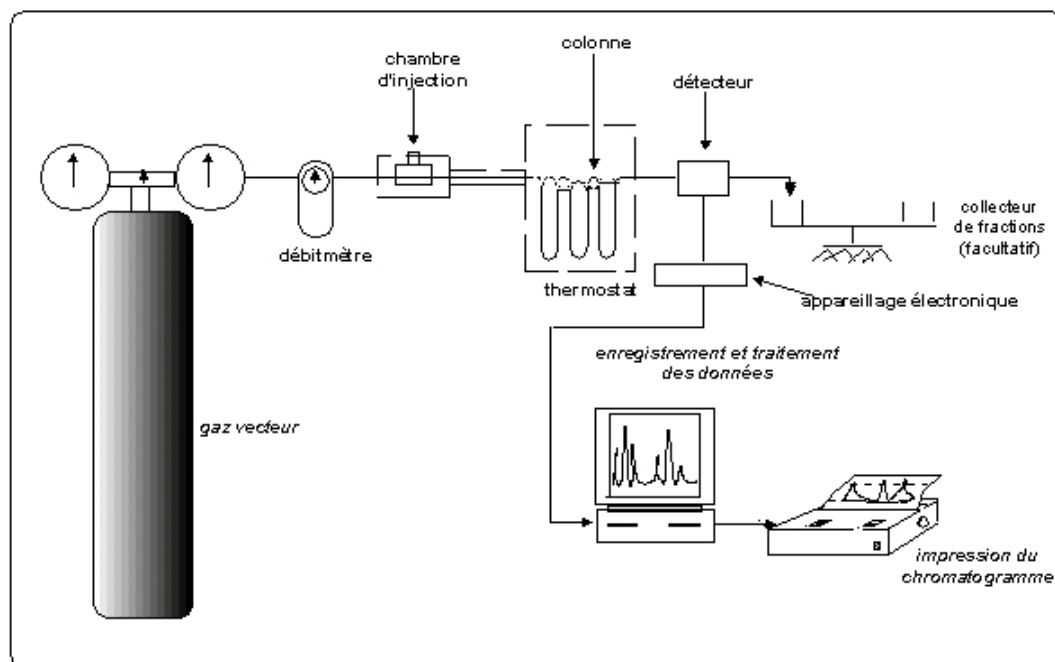 colonne
chambre
d'injection
détecteur
collecteur
de fractions
(facultatif)
débitmètre
thermostat
appareillage électronique
enregistrement et traitement
des données
gaz vecteur
impression du
chromatogramme